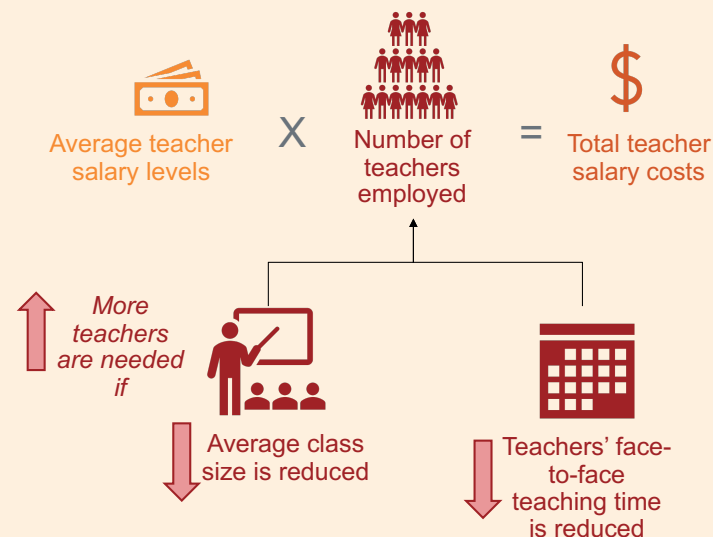 Average teacher
salary levels
X
Number of
teachers
employed
=
$
Total teacher
salary costs
More
teachers
are needed
if
Average class
size is reduced
Teachers’ face-
to-face
teaching time
is reduced